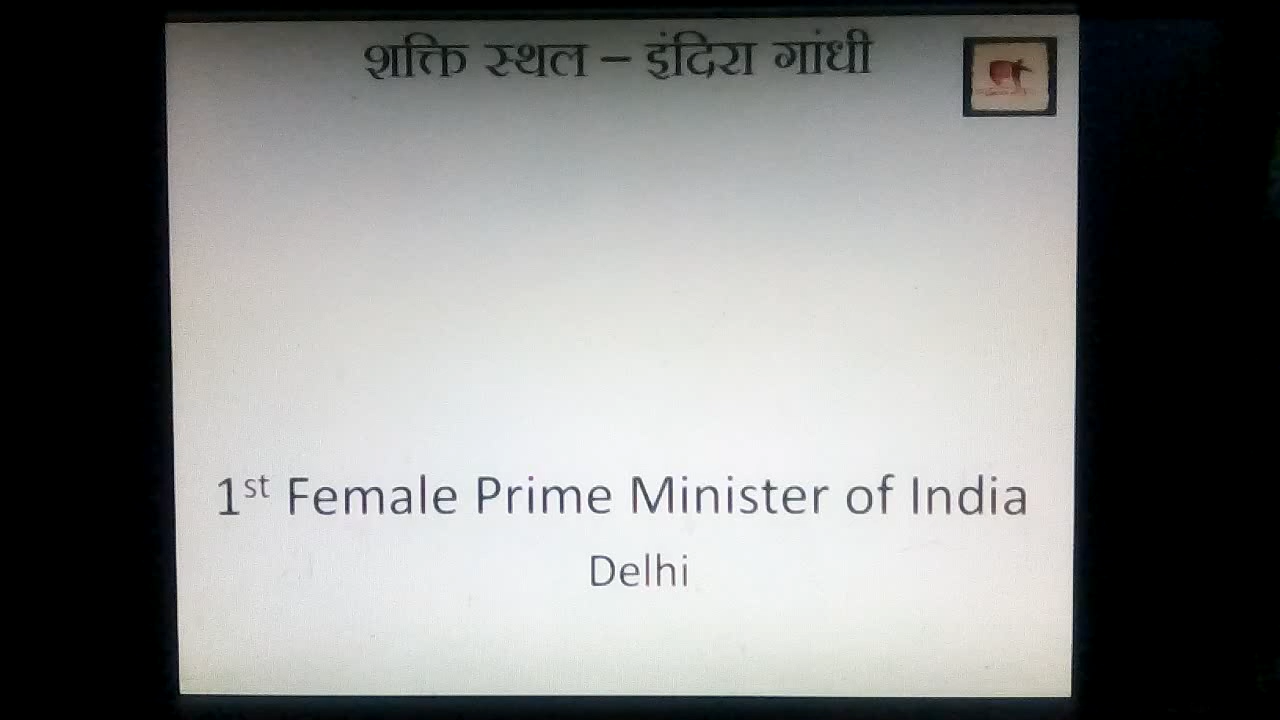 शक्ति स्थल – इंदिरा गांधी
1st Female Prime Minister of India
Delhi